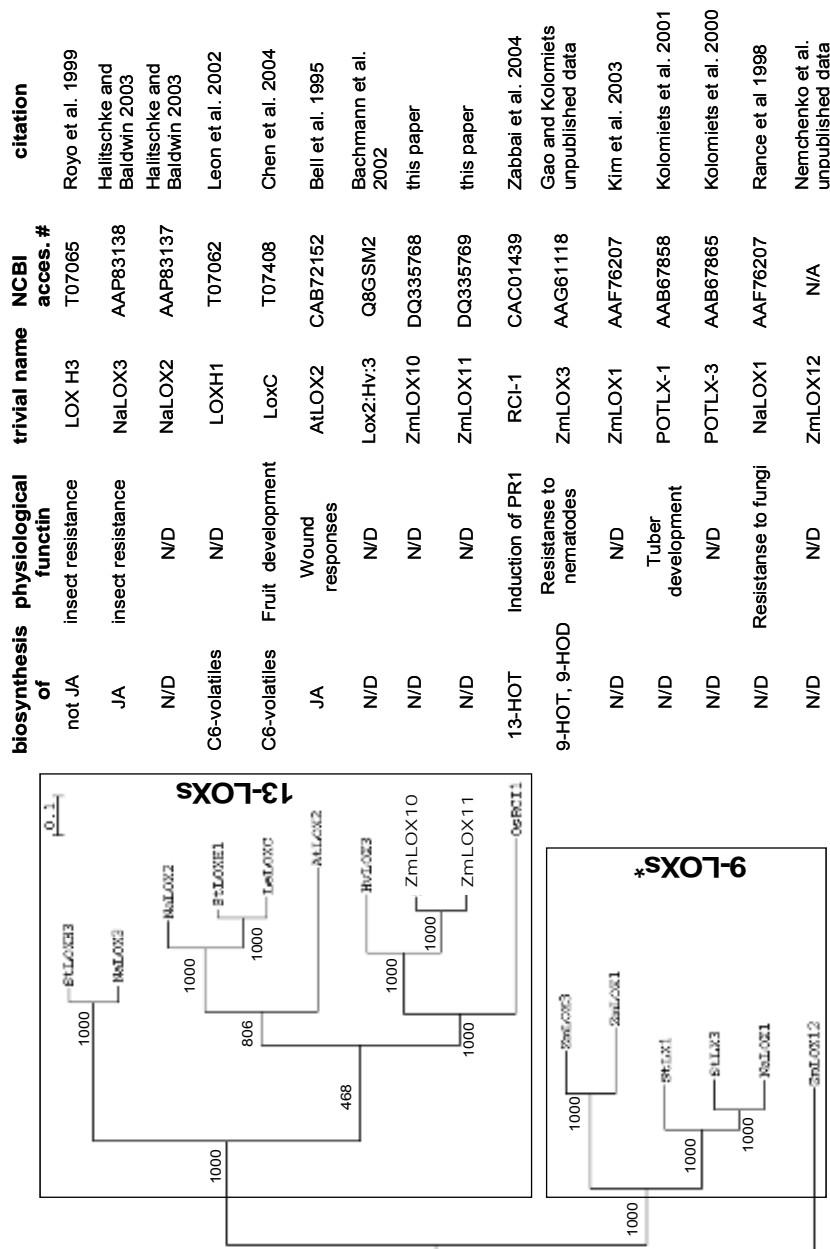 biosynthesis of
physiological functin
trivial name
NCBI acces. #
citation
not JA
insect resistance
LOX H3
T07065
Royo et al. 1999
JA
insect resistance
NaLOX3
AAP83138
Halitschke and
Baldwin 2003
N/D
N/D
NaLOX2
AAP83137
Halitschke and
Baldwin 2003
C6-volatiles
N/D
LOXH1
T07062
Leon et al. 2002
C6-volatiles
Fruit development
LoxC
T07408
Chen et al. 2004
JA
Wound
responses
AtLOX2
CAB72152
Bell et al. 1995
N/D
N/D
Lox2:Hv:3
Q8GSM2
Bachmann et al.
2002
N/D
N/D
ZmLOX10
DQ335768
this paper
N/D
N/D
ZmLOX11
DQ335769
this paper
13-HOT
Induction of PR1
RCI-1
CAC01439
Zabbai et al. 2004
9-HOT, 9-HOD
Resistanse to
nematodes
ZmLOX3
AAG61118
Gao and Kolomiets
unpublished data
N/D
N/D
ZmLOX1
AAF76207
Kim et al. 2003
N/D
Tuber
development
POTLX-1
AAB67858
Kolomiets et al. 2001
N/D
N/D
POTLX-3
AAB67865
Kolomiets et al. 2000
N/D
Resistanse to fungi
NaLOX1
AAF76207
Rance et al 1998
N/D
N/D
ZmLOX12
N/A
Nemchenko et al.
unpublished data
0.1
13-LOXs
StLOXH3
NaLOX3
1000
NaLOX2
StLOXH1
LeLOXC
AtLOX2
1000
1000
806
HvLOX3
ZmLOX10
ZmLOX11
OsRCI1
1000
1000
1000
468
1000
9-LOXs*
ZmLOX3
ZmLOX1
1000
StLX1
StLX3
NaLOX1
1000
1000
1000
ZmLOX12